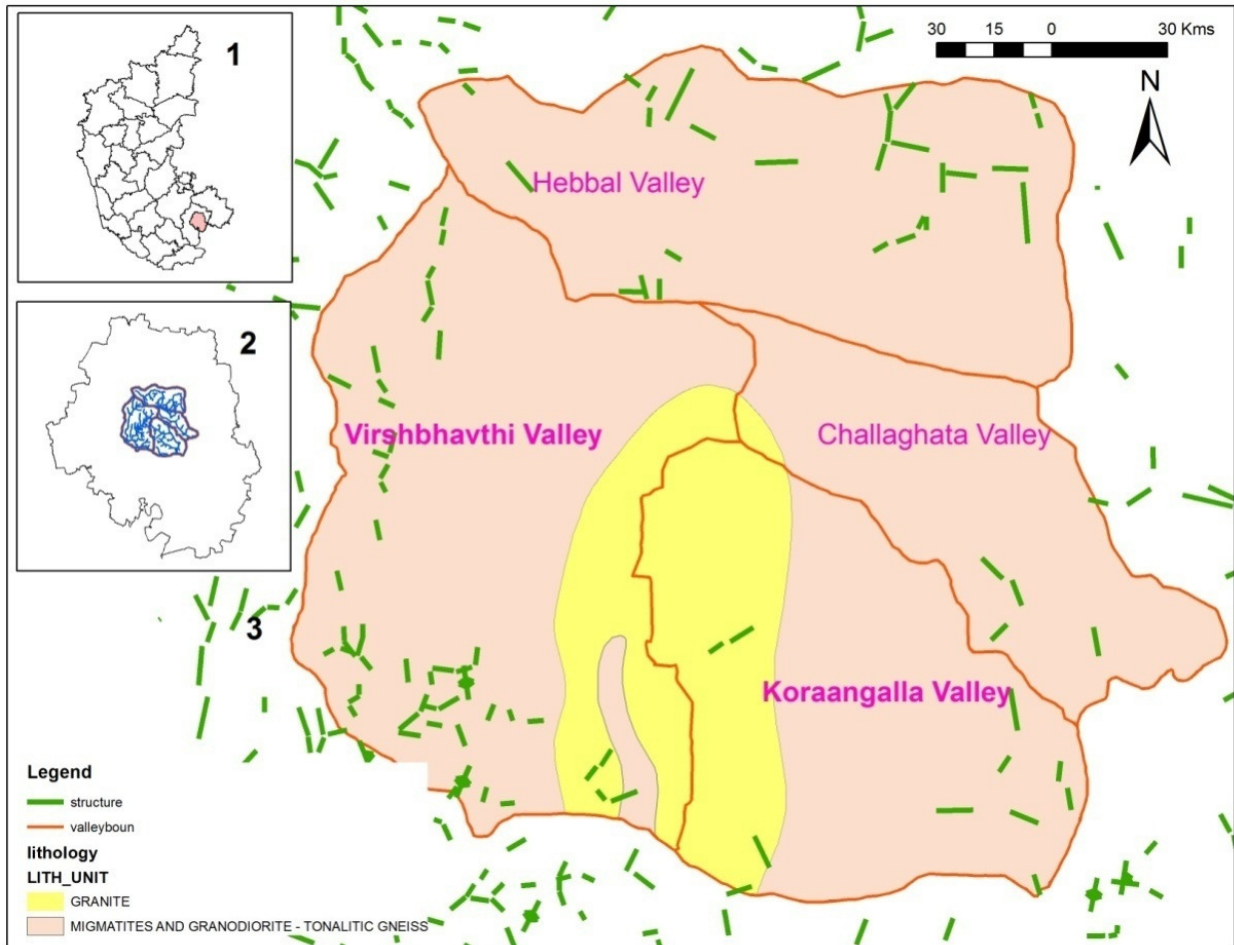 1
30 15 0 30 Kms
N
Hebbal Valley
2
Virshbhavthi Valley
Challaghata Valley
3
Koraangalla Valley
Legend
structure
valleyboun
lithology
LITH_UNIT
GRANITE
MIGMATITES AND GRANODIORITE - TONALITIC GNEISS